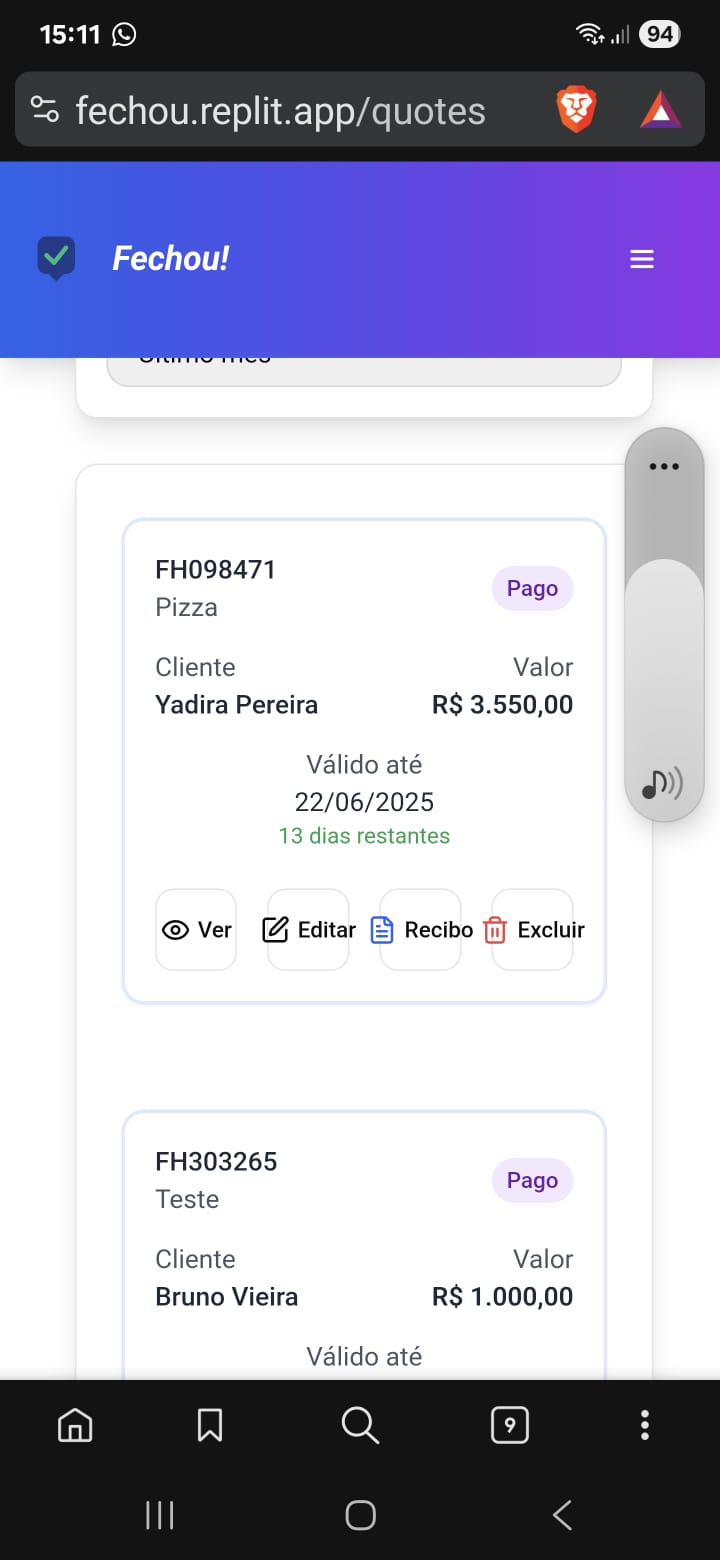 15:11
94
fechou.replit.app/quotes
Fechou!
Último mês
FH098471
Pago
Pizza
Cliente
Valor
Yadira Pereira
R$ 3.550,00
Válido até
22/06/2025
13 dias restantes
Ver
Editar
Recibo
Excluir
FH303265
Pago
Teste
Cliente
Valor
Bruno Vieira
R$ 1.000,00
Válido até
9